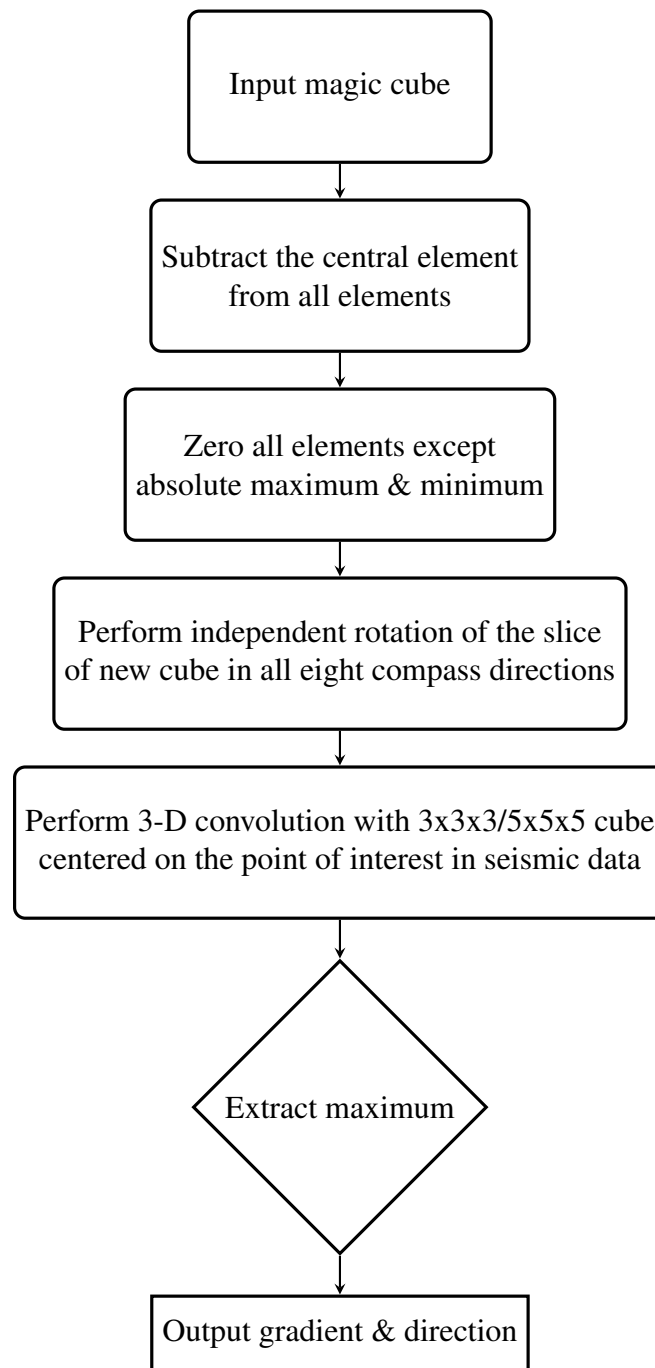 Input magic cube
Subtract the central element
from all elements
Zero all elements except
absolute maximum & minimum
Perform independent rotation of the slice
of new cube in all eight compass directions
Perform 3-D convolution with 3x3x3/5x5x5 cube
centered on the point of interest in seismic data
Extract maximum
Output gradient & direction